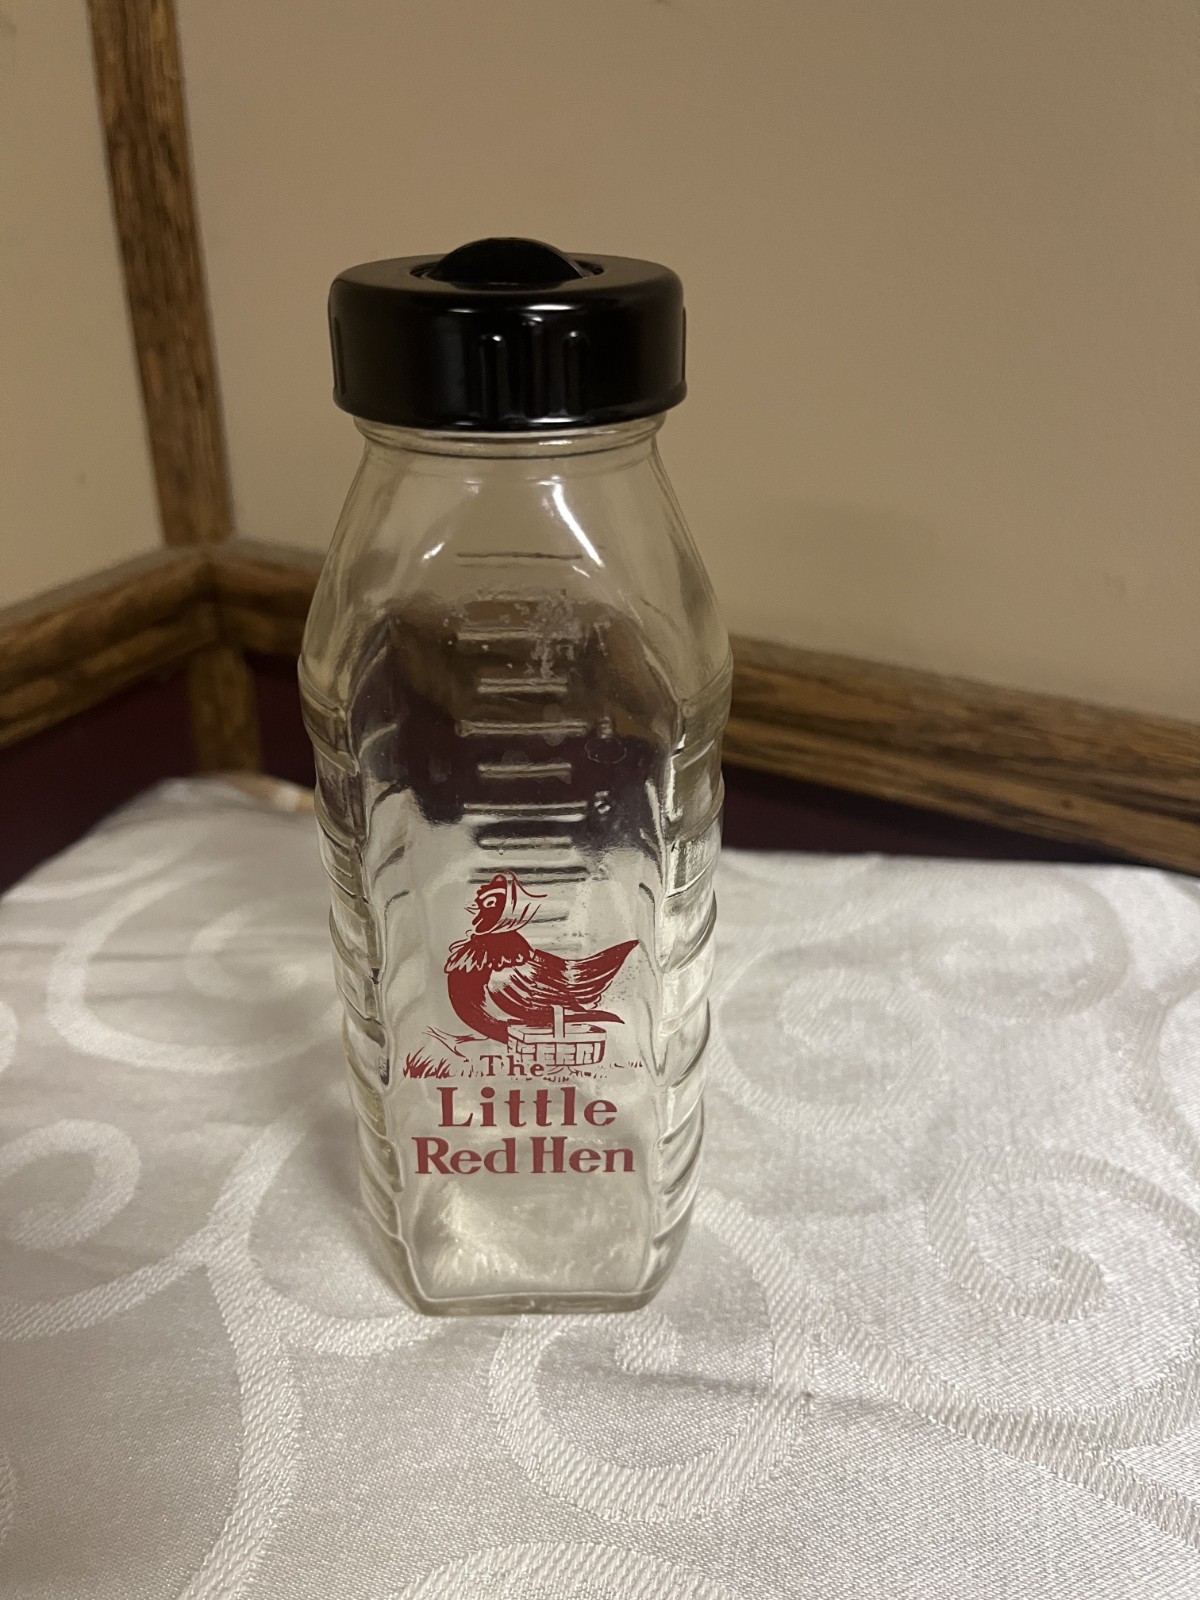 The
Little
Red Hen